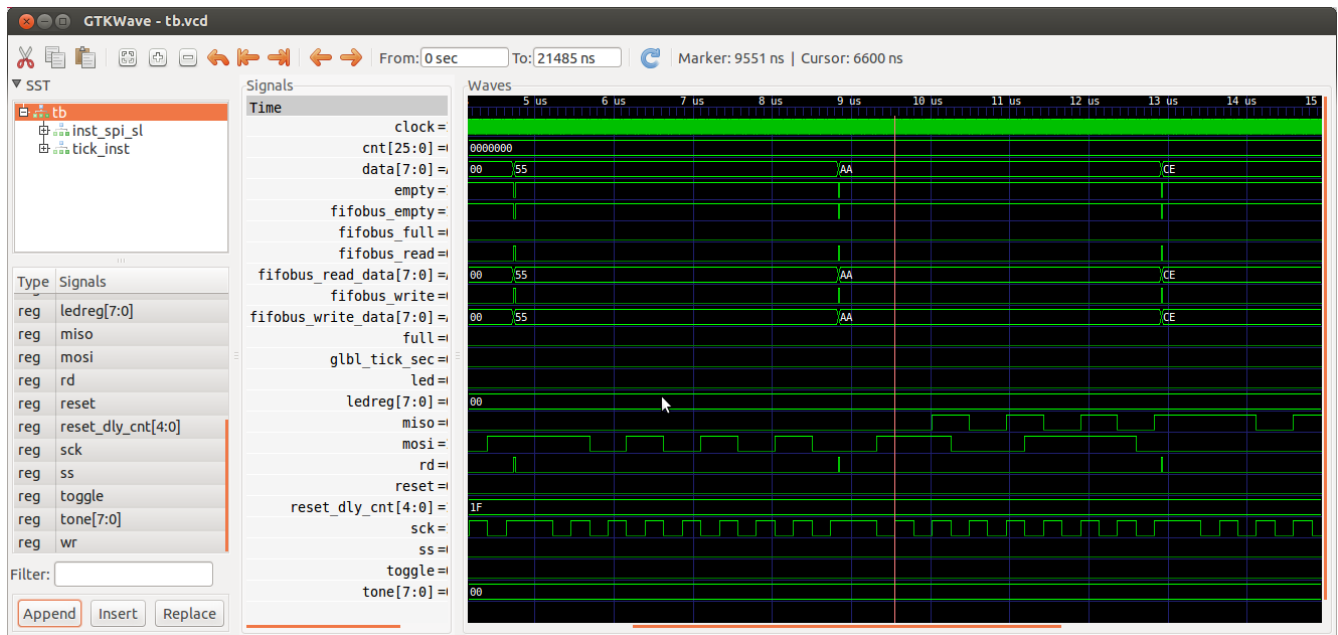 GTKWave - tb.vcd
From: 0 sec To: 21485 ns Marker: 9551 ns | Cursor: 6600 ns
SST
tb
inst_spi_sl
tick_inst
Type Signals
reg ledreg[7:0]
reg miso
reg mosi
reg rd
reg reset
reg reset_dly_cnt[4:0]
reg sck
reg ss
reg toggle
reg tone[7:0]
reg wr
Filter:
Append Insert Replace
Signals
Time
clock =
cnt[25:0] =
data[7:0] =
empty =
fifobus_empty =
fifobus_full =
fifobus_read =
fifobus_read_data[7:0] =
fifobus_write =
fifobus_write_data[7:0] =
full =
glbl_tick_sec =
led =
ledreg[7:0] =
miso =
mosi =
rd =
reset =
reset_dly_cnt[4:0] =
sck =
ss =
toggle =
tone[7:0] =
Waves
5 us 6 us 7 us 8 us 9 us 10 us 11 us 12 us 13 us 14 us 15
0000000
00 55 AA CE
00 55 AA CE
00 55 AA CE
00
1F
00